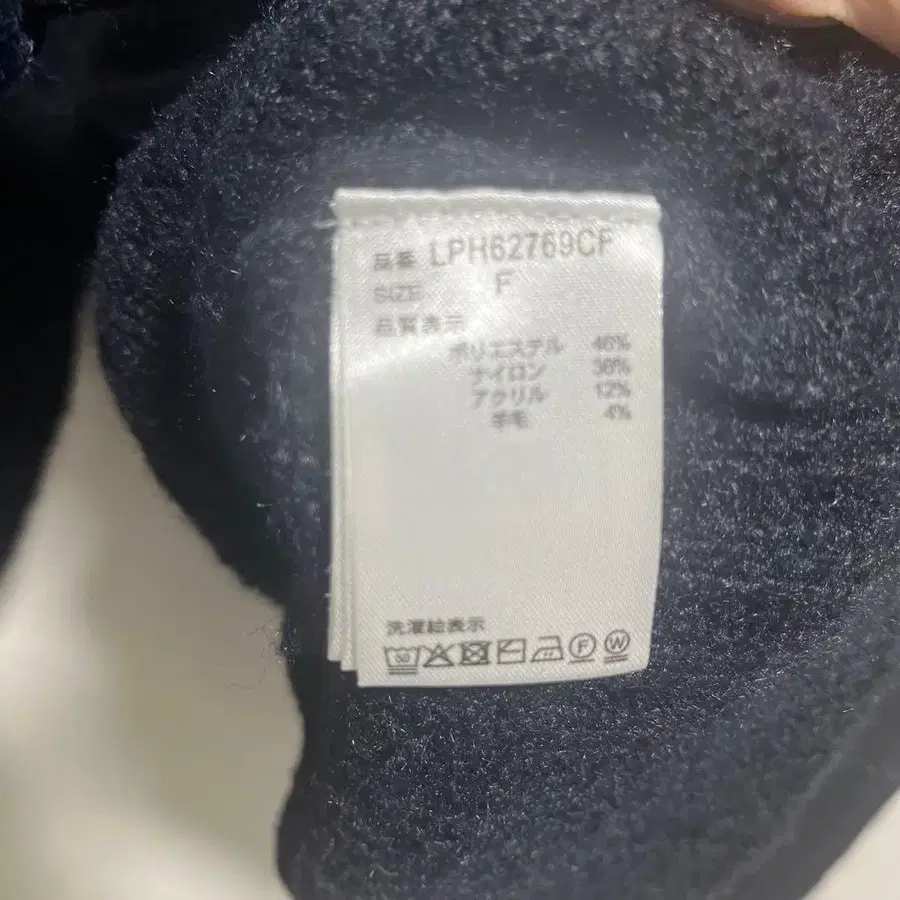 品番 LPH62769CF
SIZE F
品質表示
ポリエステル 46%
ナイロン 38%
アクリル 12%
羊毛 4%
洗濯絵表示
30 F W